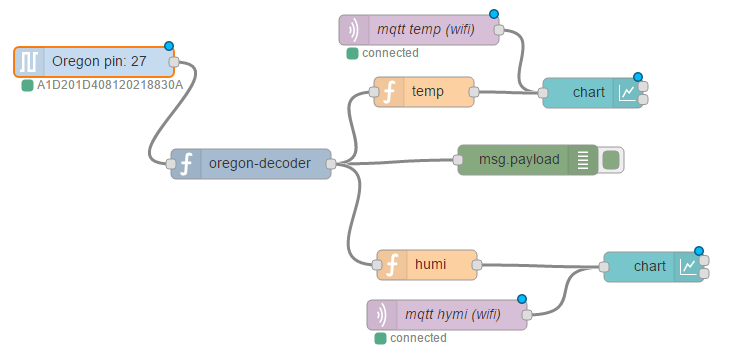 mqtt temp (wifi)
connected
Oregon pin: 27
A1D201D408120218830A
temp
chart
oregon-decoder
msg.payload
humi
chart
mqtt hymi (wifi)
connected